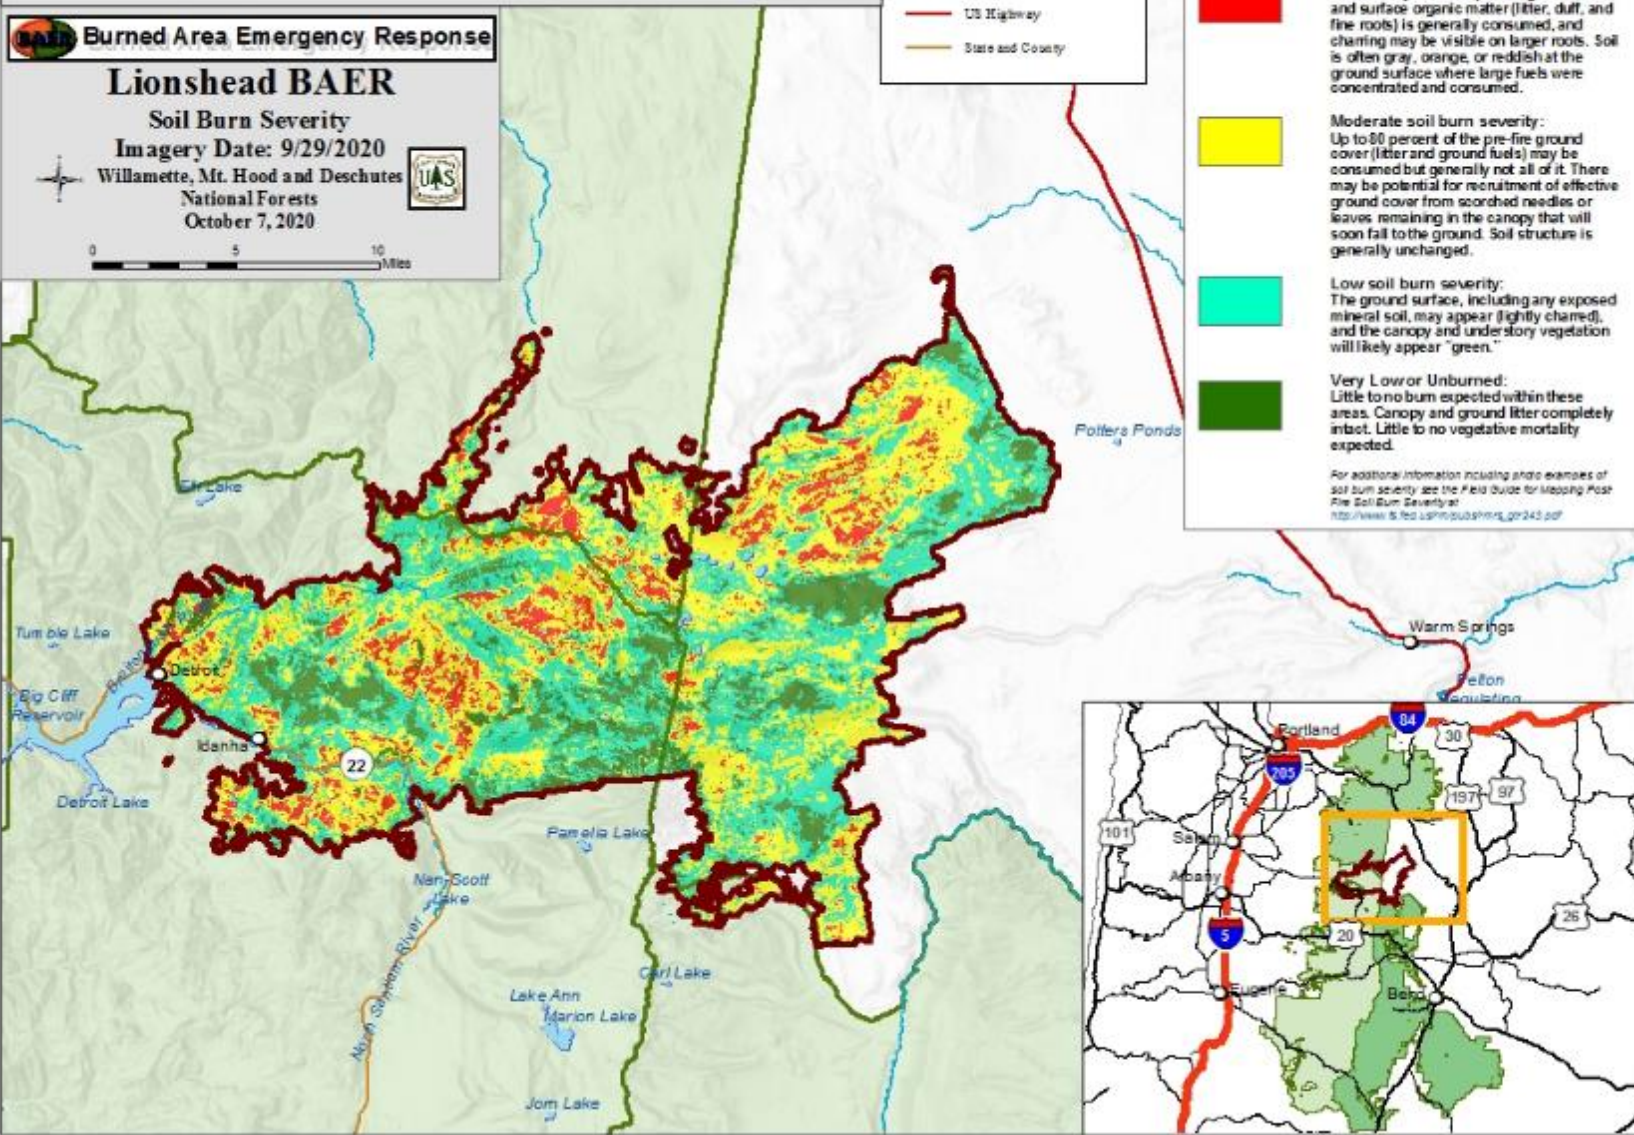 BAER Burned Area Emergency Response
Lionshead BAER
Soil Burn Severity
Imagery Date: 9/29/2020
Willamette, Mt. Hood and Deschutes
National Forests
October 7, 2020
0 5 10
Miles
US Highway
State and County
and surface organic matter (litter, duff, and
fine roots) is generally consumed, and
charring may be visible on larger roots. Soil
is often gray, orange, or reddish at the
ground surface where large fuels were
concentrated and consumed.
Moderate soil burn severity:
Up to 80 percent of the pre-fire ground
cover (litter and ground fuels) may be
consumed but generally not all of it. There
may be potential for recruitment of effective
ground cover from scorched needles or
leaves remaining in the canopy that will
soon fall to the ground. Soil structure is
generally unchanged.
Low soil burn severity:
The ground surface, including any exposed
mineral soil, may appear (lightly charred),
and the canopy and understory vegetation
will likely appear "green."
Very Low or Unburned:
Little to no burn expected within these
areas. Canopy and ground litter completely
intact. Little to no vegetative mortality
expected.
For additional information including photo examples of
soil burn severity see the Field Guide for Mapping Post-
Fire Soil Burn Severity at
Potters Ponds
Elk Lake
Tumble Lake
Detroit
Big Cliff
Reservoir
Idanha
22
Detroit Lake
Pamelia Lake
Nan-Scott
Lake
North Santiam River
Carl Lake
Lake Ann
Marion Lake
Jorn Lake
Warm Springs
Pelton
Regulating
Portland
84
30
205
197
97
101
Salem
Albany
5
20
26
Eugene
Bend